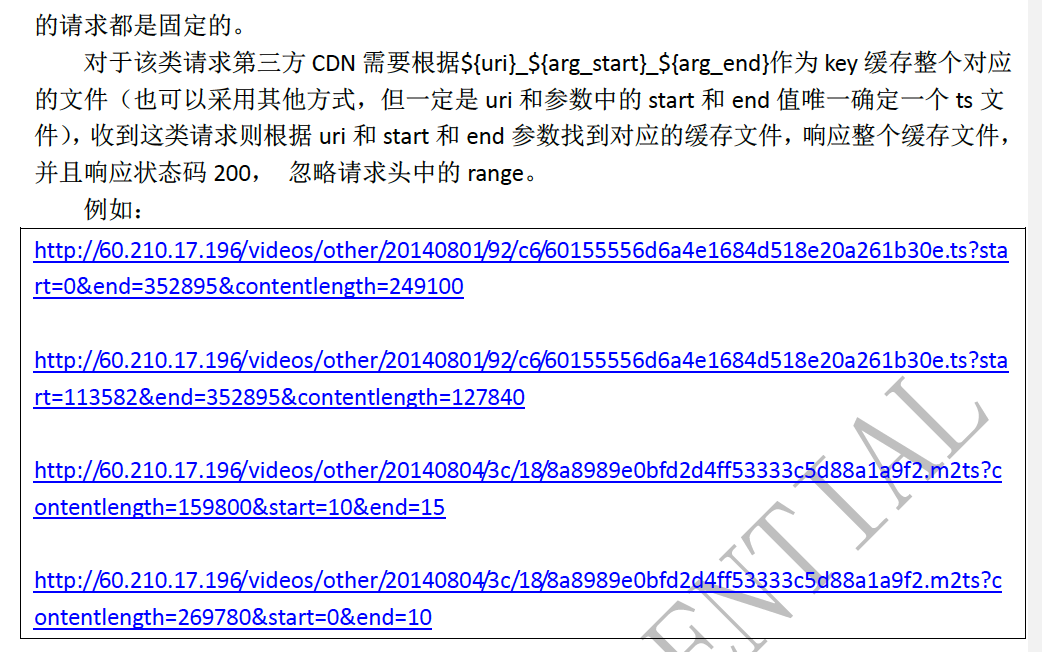 的请求都是固定的。
对于该类请求第三方 CDN 需要根据${uri}_${arg_start}_${arg_end}作为 key 缓存整个对应
的文件（也可以采用其他方式，但一定是 uri 和参数中的 start 和 end 值唯一确定一个 ts 文
件），收到这类请求则根据 uri 和 start 和 end 参数找到对应的缓存文件，响应整个缓存文件，
并且响应状态码 200， 忽略请求头中的 range。
例如：
http://60.210.17.196/videos/other/20140801/92/c6/60155556d6a4e1684d518e20a261b30e.ts?sta
rt=0&end=352895&contentlength=249100
http://60.210.17.196/videos/other/20140801/92/c6/60155556d6a4e1684d518e20a261b30e.ts?sta
rt=113582&end=352895&contentlength=127840
http://60.210.17.196/videos/other/20140804/3c/18/8a8989e0bfd2d4ff53333c5d88a1a9f2.m2ts?c
ontentlength=159800&start=10&end=15
http://60.210.17.196/videos/other/20140804/3c/18/8a8989e0bfd2d4ff53333c5d88a1a9f2.m2ts?c
ontentlength=269780&start=0&end=10
ENTIAL